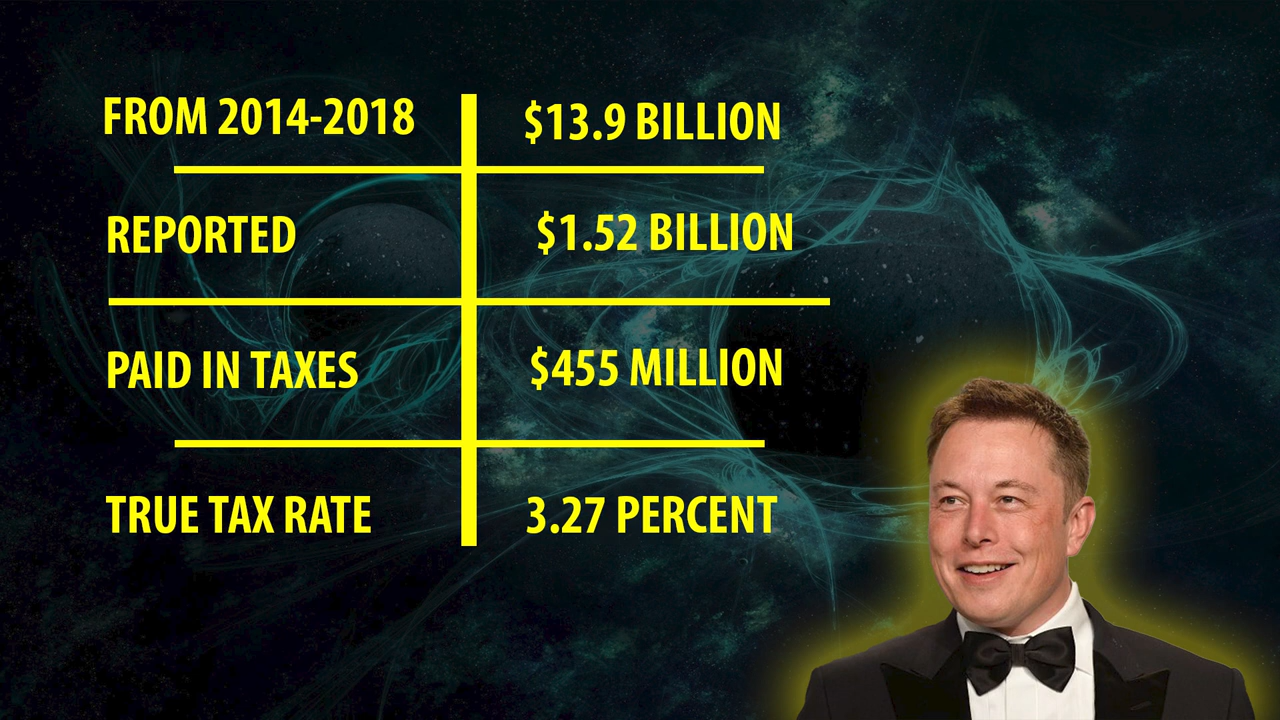 FROM 2014-2018 $13.9 BILLION
REPORTED $1.52 BILLION
PAID IN TAXES $455 MILLION
TRUE TAX RATE 3.27 PERCENT